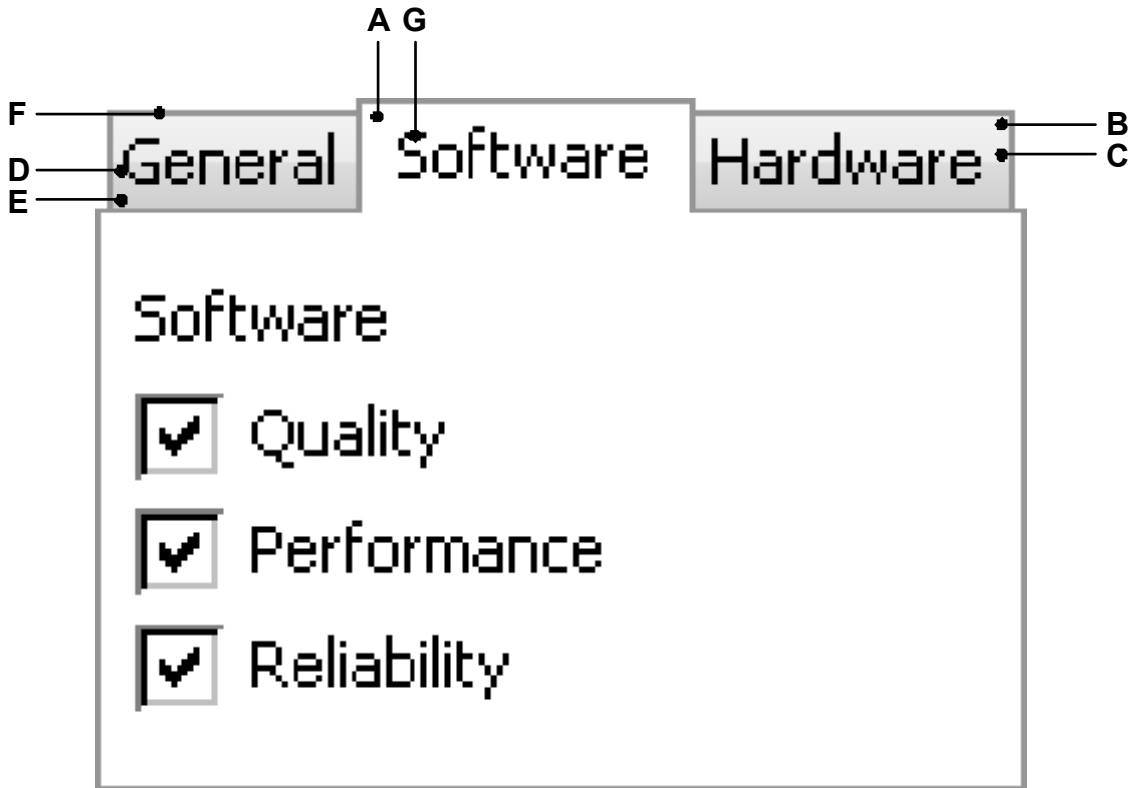 A G
F
B
General Software Hardware
C
D
E
Software
Quality
Performance
Reliability